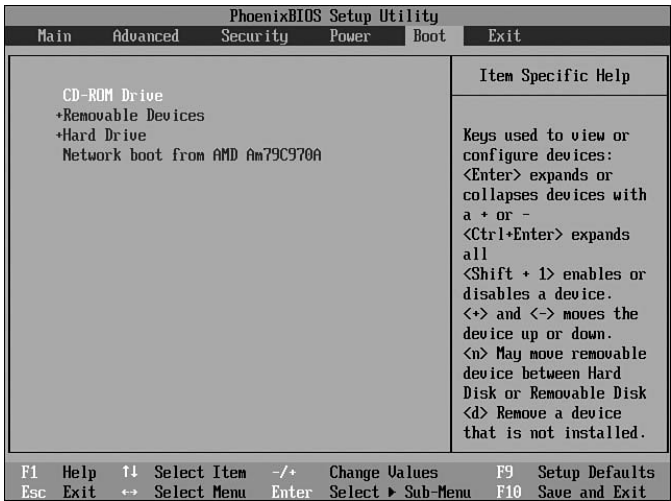 PhoenixBIOS Setup Utility
Main Advanced Security Power Boot Exit
CD-ROM Drive
+Removable Devices
+Hard Drive
Network boot from AMD Am79C970A
Item Specific Help
Keys used to view or
configure devices:
<Enter> expands or
collapses devices with
a + or -
<Ctrl+Enter> expands
all
<Shift + 1> enables or
disables a device.
<+> and <-> moves the
device up or down.
<n> May move removable
device between Hard
Disk or Removable Disk
<d> Remove a device
that is not installed.
F1 Help ↑↓ Select Item -/+ Change Values F9 Setup Defaults
Esc Exit ↔ Select Menu Enter Select ▶ Sub-Menu F10 Save and Exit